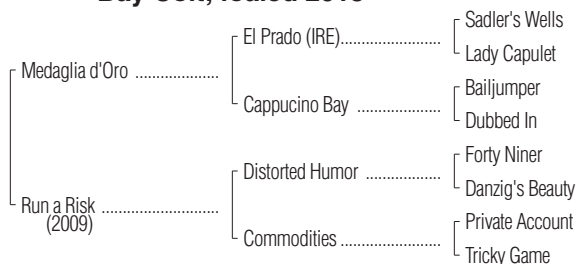 Bay Colt; foaled
Sadler's Wells
El Prado (IRE)
Lady Capulet
Medaglia d'Oro
Bailjumper
Cappucino Bay
Dubbed In
Forty Niner
Distorted Humor
Danzig's Beauty
Run a Risk
(2009)
Private Account
Commodities
Tricky Game